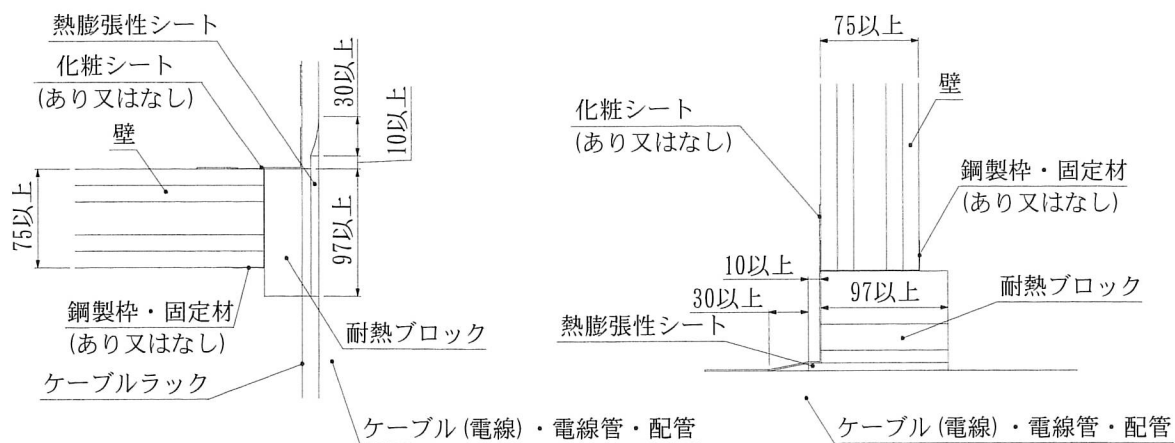 熱膨張性シート
化粧シート
(あり又はなし)
壁
30以上
10以上
75以上
97以上
鋼製枠・固定材
(あり又はなし)
耐熱ブロック
ケーブルラック
ケーブル(電線)・電線管・配管
75以上
壁
化粧シート
(あり又はなし)
鋼製枠・固定材
(あり又はなし)
10以上
30以上
97以上
耐熱ブロック
熱膨張性シート
ケーブル(電線)・電線管・配管